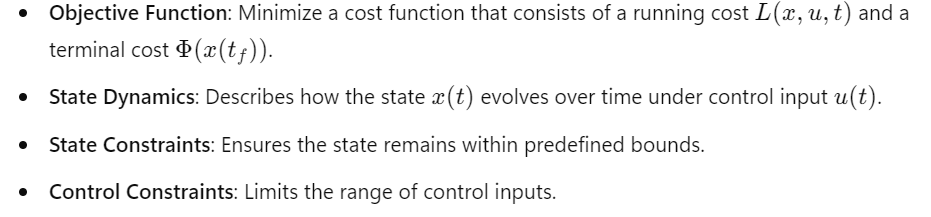 • Objective Function: Minimize a cost function that consists of a running cost L(x, u, t) and a
terminal cost Φ(x(t_f)).
• State Dynamics: Describes how the state x(t) evolves over time under control input u(t).
• State Constraints: Ensures the state remains within predefined bounds.
• Control Constraints: Limits the range of control inputs.